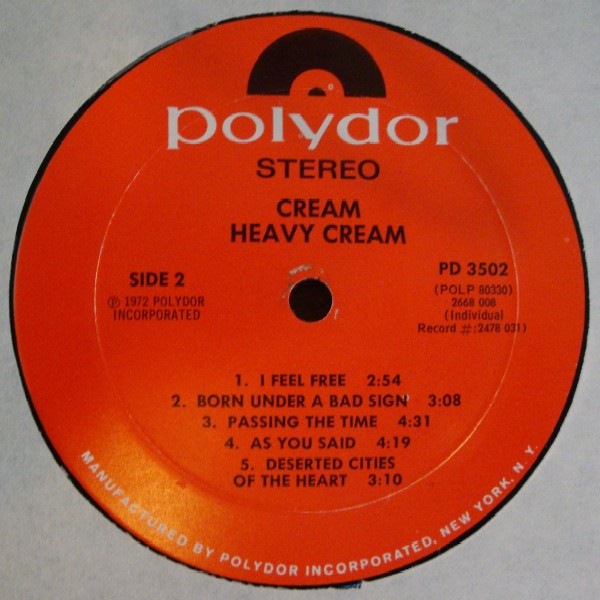 polydor
STEREO
CREAM
HEAVY CREAM
SIDE 2
℗ 1972 POLYDOR
INCORPORATED
PD 3502
(POLP 80330)
2668 008
(Individual
Record #:2478 031)
1. I FEEL FREE 2:54
2. BORN UNDER A BAD SIGN 3:08
3. PASSING THE TIME 4:31
4. AS YOU SAID 4:19
5. DESERTED CITIES
OF THE HEART 3:10
MANUFACTURED BY POLYDOR INCORPORATED, NEW YORK, N.Y.